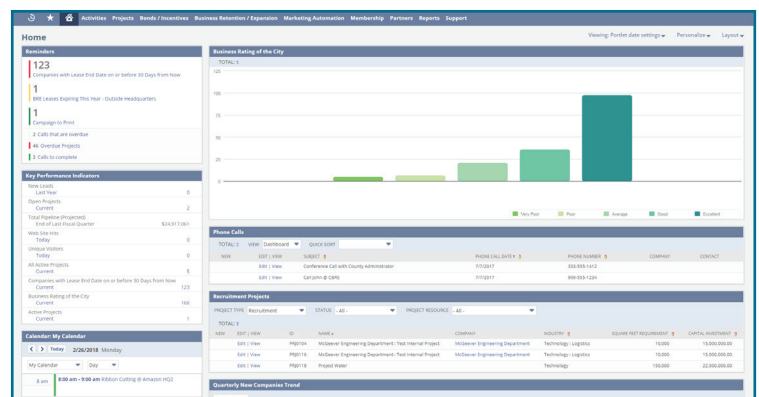 Activities Projects Bonds / Incentives Business Retention / Expansion Marketing Automation Membership Partners Reports Support
Home
Viewing: Portlet date settings Personalize Layout
Reminders
123
Companies with Lease End Date on or before 30 Days from Now
1
BRE Leases Expiring This Year - Outside Headquarters
1
Campaign to Print
2 Calls that are overdue
46 Overdue Projects
3 Calls to complete
Key Performance Indicators
New Leads
Last Year 0
Open Projects
Current 2
Total Pipeline (Projected)
End of Last Fiscal Quarter $24,917,061
Web Site Hits
Today 0
Unique Visitors
Today 0
All Active Projects
Current 5
Companies with Lease End Date on or before 30 Days from Now
Current 123
Business Rating of the City
Current 168
Active Projects
Current 1
Calendar: My Calendar
Today 2/26/2018 Monday
My Calendar Day
8 am 8:00 am - 9:00 am Ribbon Cutting @ Amazon HQ2
Business Rating of the City
TOTAL: 5
125
100
75
50
25
0
Very Poor Poor Average Good Excellent
Phone Calls
TOTAL: 2 VIEW Dashboard QUICK SORT
NEW EDIT | VIEW SUBJECT PHONE CALL DATE PHONE NUMBER COMPANY CONTACT
Edit | View Conference Call with County Administrator 7/7/2017 333-555-1412
Edit | View Call John @ CBRE 7/7/2017 999-555-1234
Recruitment Projects
PROJECT TYPE Recruitment STATUS - All - PROJECT RESOURCE - All -
TOTAL: 3
NEW EDIT | VIEW ID NAME COMPANY INDUSTRY SQUARE FEET REQUIREMENT CAPITAL INVESTMENT
Edit | View PRJ0104 McGeever Engineering Department : Test Internal Project McGeever Engineering Department Technology : Logistics 10,000 15,000,000.00
Edit | View PRJ0116 McGeever Engineering Department : Test Internal Project McGeever Engineering Department Technology : Logistics 10,000 15,000,000.00
Edit | View PRJ0118 Project Water Technology 150,000 22,500,000.00
Quarterly New Companies Trend